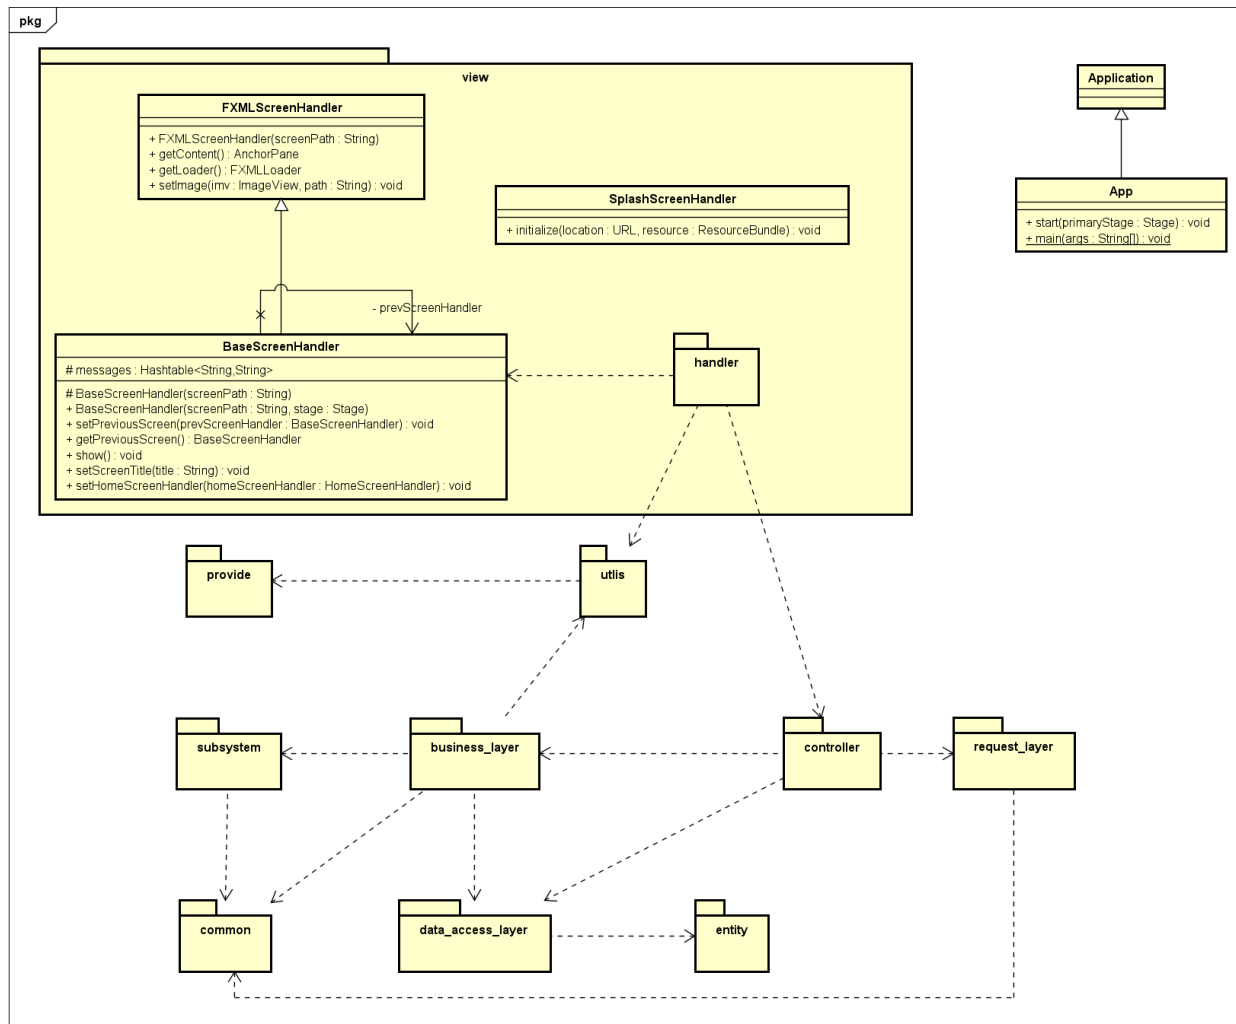 pkg
view
FXMLScreenHandler
+ FXMLScreenHandler(screenPath : String)
+ getContent() : AnchorPane
+ getLoader() : FXMLLoader
+ setImage(imv : ImageView, path : String) : void
SplashScreenHandler
+ initialize(location : URL, resource : ResourceBundle) : void
Application
App
+ start(primaryStage : Stage) : void
+ main(args : String[]) : void
- prevScreenHandler
BaseScreenHandler
# messages : Hashtable<String,String>
# BaseScreenHandler(screenPath : String)
+ BaseScreenHandler(screenPath : String, stage : Stage)
+ setPreviousScreen(prevScreenHandler : BaseScreenHandler) : void
+ getPreviousScreen() : BaseScreenHandler
+ show() : void
+ setScreenTitle(title : String) : void
+ setHomeScreenHandler(homeScreenHandler : HomeScreenHandler) : void
handler
provide
utlis
subsystem
business_layer
controller
request_layer
common
data_access_layer
entity